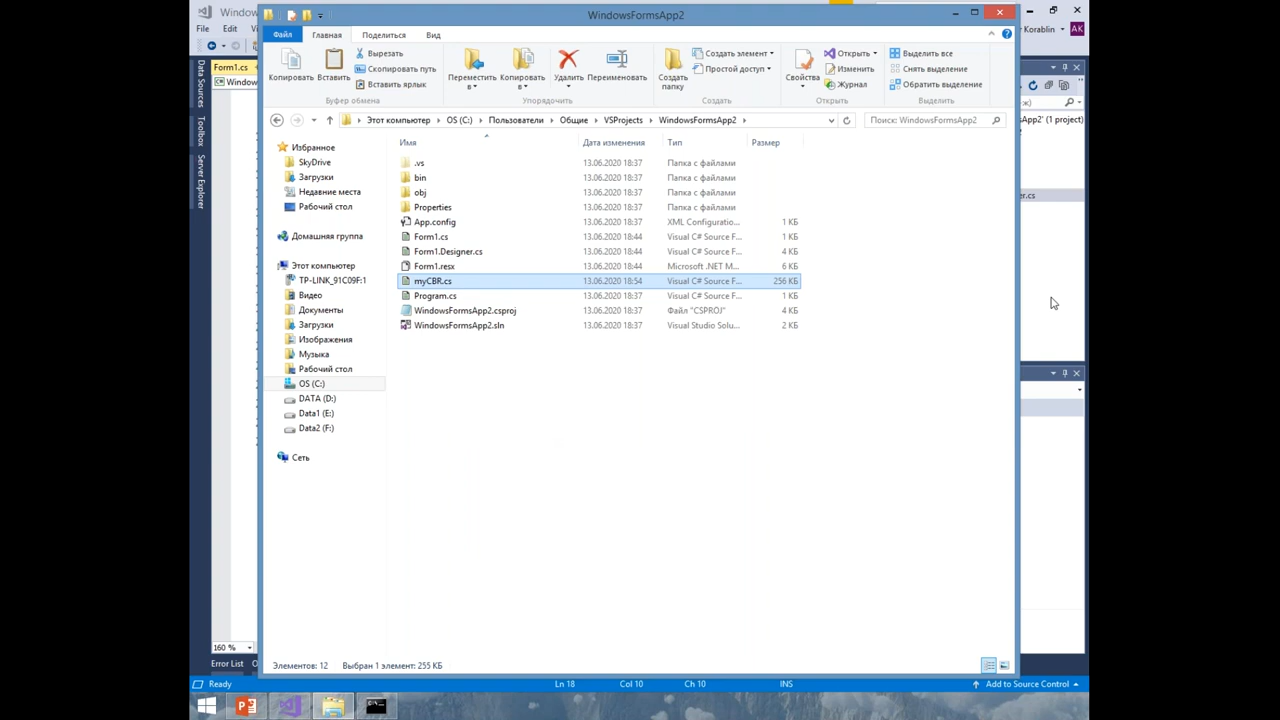 WindowsFormsApp2
Файл
Главная
Поделиться
Вид
Копировать
Вставить
Вырезать
Скопировать путь
Вставить ярлык
Буфер обмена
Переместить в
Копировать в
Удалить
Переименовать
Упорядочить
Создать папку
Создать элемент
Простой доступ
Создать
Свойства
Открыть
Изменить
Журнал
Открыть
Выделить все
Снять выделение
Обратить выделение
Выделить
Этот компьютер
OS (C:)
Пользователи
Общие
VSProjects
WindowsFormsApp2
Поиск: WindowsFormsApp2
Имя Дата изменения Тип Размер
.vs 13.06.2020 18:37 Папка с файлами
bin 13.06.2020 18:37 Папка с файлами
obj 13.06.2020 18:37 Папка с файлами
Properties 13.06.2020 18:37 Папка с файлами
App.config 13.06.2020 18:37 XML Configuratio... 1 КБ
Form1.cs 13.06.2020 18:44 Visual C# Source F... 1 КБ
Form1.Designer.cs 13.06.2020 18:44 Visual C# Source F... 4 КБ
Form1.resx 13.06.2020 18:44 Microsoft .NET M... 6 КБ
myCBR.cs 13.06.2020 18:54 Visual C# Source F... 256 КБ
Program.cs 13.06.2020 18:37 Visual C# Source F... 1 КБ
WindowsFormsApp2.csproj 13.06.2020 18:37 Файл "CSPROJ" 4 КБ
WindowsFormsApp2.sln 13.06.2020 18:37 Visual Studio Solu... 2 КБ
Избранное
SkyDrive
Загрузки
Недавние места
Рабочий стол
Домашняя группа
Этот компьютер
TP-LINK_91C09F:1
Видео
Документы
Загрузки
Изображения
Музыка
Рабочий стол
OS (C:)
DATA (D:)
Data1 (E:)
Data2 (F:)
Сеть
Элементов: 12 Выбран 1 элемент: 255 КБ
Window
File Edit Vi
Form1.cs
Window
Data Sources
Toolbox
Server Explorer
Korablin
AK
sApp2' (1 project)
er.cs
160 %
Error List O
Ready Ln 18 Col 10 Ch 10 INS Add to Source Control